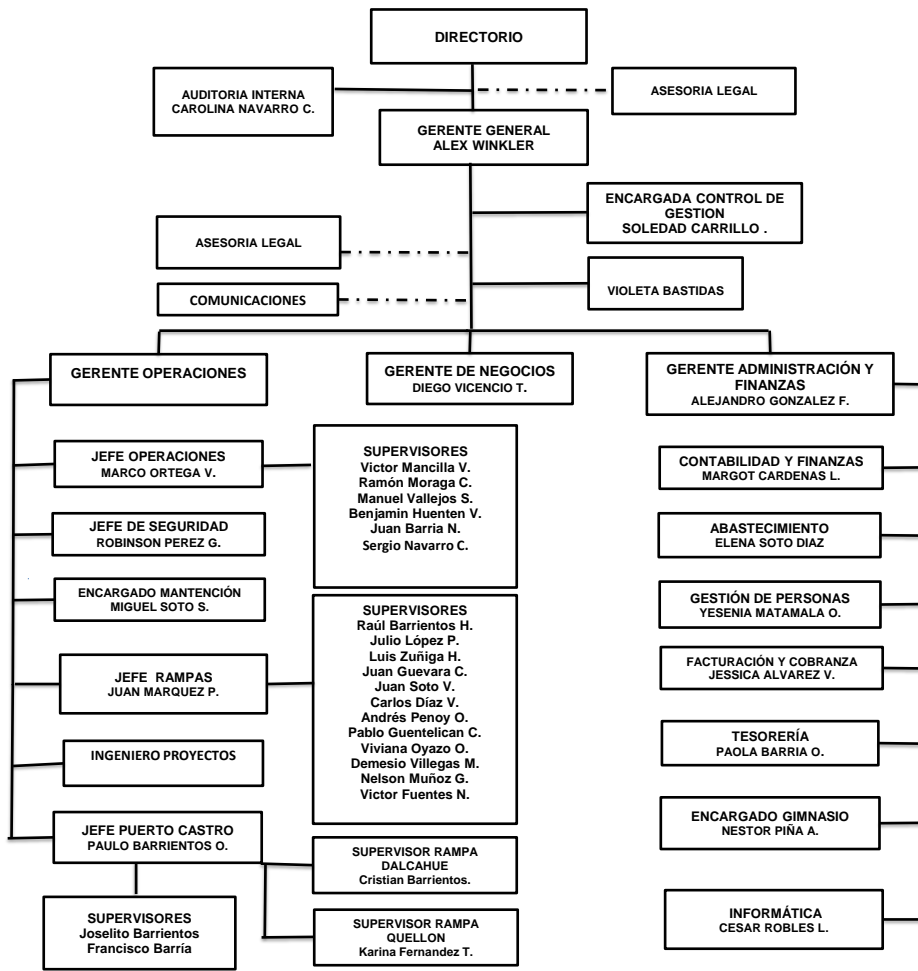 DIRECTORIO
AUDITORIA INTERNA
CAROLINA NAVARRO C.
ASESORIA LEGAL
GERENTE GENERAL
ALEX WINKLER
ENCARGADA CONTROL DE
GESTION
SOLEDAD CARRILLO .
ASESORIA LEGAL
COMUNICACIONES
VIOLETA BASTIDAS
GERENTE OPERACIONES
GERENTE DE NEGOCIOS
DIEGO VICENCIO T.
GERENTE ADMINISTRACIÓN Y
FINANZAS
ALEJANDRO GONZALEZ F.
JEFE OPERACIONES
MARCO ORTEGA V.
SUPERVISORES
Victor Mancilla V.
Ramón Moraga C.
Manuel Vallejos S.
Benjamin Huenten V.
Juan Barria N.
Sergio Navarro C.
CONTABILIDAD Y FINANZAS
MARGOT CARDENAS L.
JEFE DE SEGURIDAD
ROBINSON PEREZ G.
ABASTECIMIENTO
ELENA SOTO DIAZ
ENCARGADO MANTENCIÓN
MIGUEL SOTO S.
GESTIÓN DE PERSONAS
YESENIA MATAMALA O.
JEFE RAMPAS
JUAN MARQUEZ P.
SUPERVISORES
Raúl Barrientos H.
Julio López P.
Luis Zuñiga H.
Juan Guevara C.
Juan Soto V.
Carlos Díaz V.
Andrés Penoy O.
Pablo Guentelican C.
Viviana Oyazo O.
Demesio Villegas M.
Nelson Muñoz G.
Victor Fuentes N.
FACTURACIÓN Y COBRANZA
JESSICA ALVAREZ V.
INGENIERO PROYECTOS
TESORERÍA
PAOLA BARRIA O.
JEFE PUERTO CASTRO
PAULO BARRIENTOS O.
ENCARGADO GIMNASIO
NESTOR PIÑA A.
SUPERVISOR RAMPA
DALCAHUE
Cristian Barrientos.
SUPERVISORES
Joselito Barrientos
Francisco Barría
SUPERVISOR RAMPA
QUELLON
Karina Fernandez T.
INFORMÁTICA
CESAR ROBLES L.